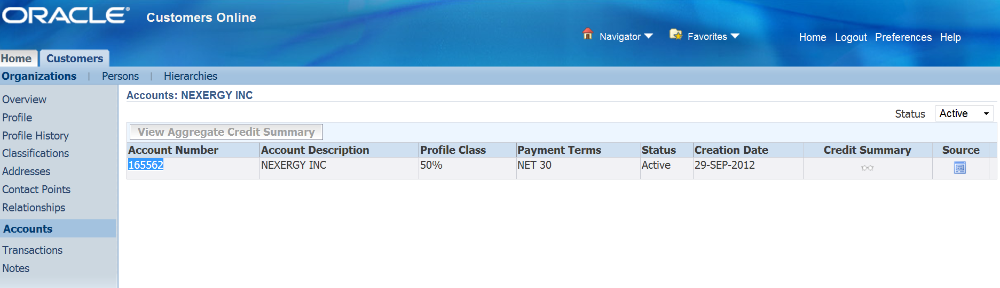 ORACLE® Customers Online
Navigator Favorites Home Logout Preferences Help
Home Customers
Organizations | Persons | Hierarchies
Overview
Profile
Profile History
Classifications
Addresses
Contact Points
Relationships
Accounts
Transactions
Notes
Accounts: NEXERGY INC
Status Active
View Aggregate Credit Summary
Account Number Account Description Profile Class Payment Terms Status Creation Date Credit Summary Source
165562 NEXERGY INC 50% NET 30 Active 29-SEP-2012